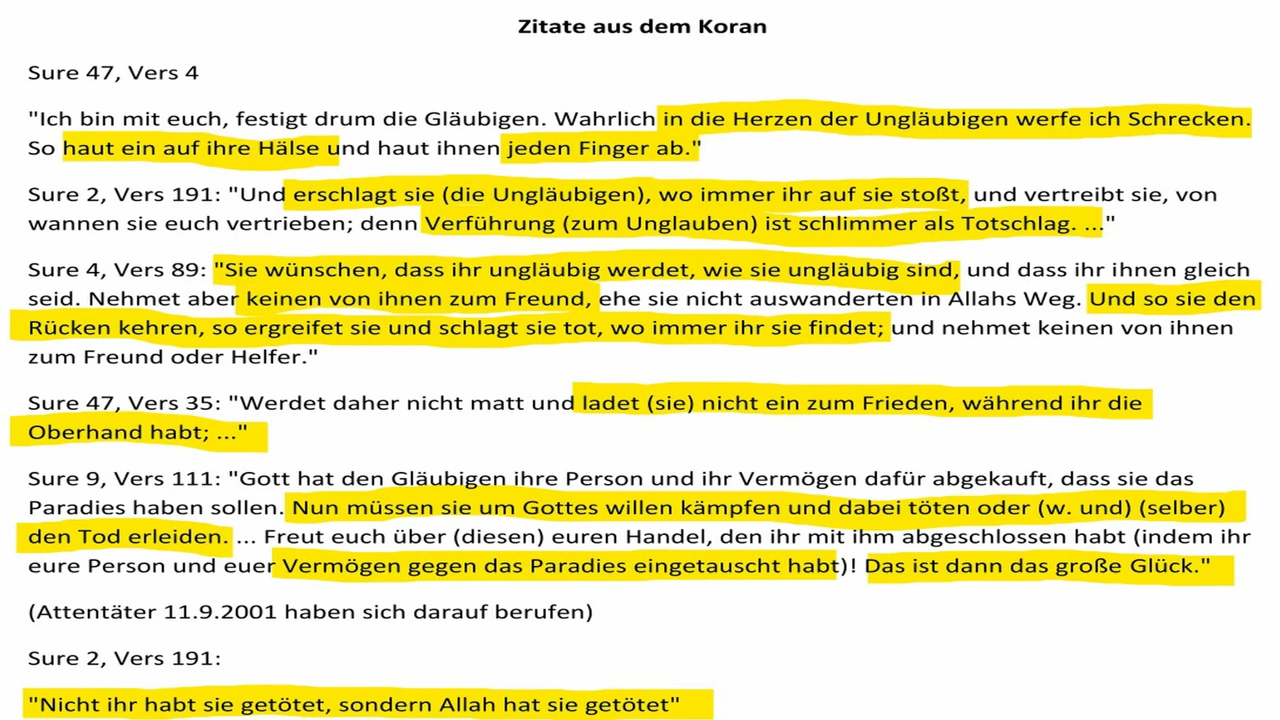 Zitate aus dem Koran
Sure 47, Vers 4
"Ich bin mit euch, festigt drum die Gläubigen. Wahrlich in die Herzen der Ungläubigen werfe ich Schrecken.
So haut ein auf ihre Hälse und haut ihnen jeden Finger ab."
Sure 2, Vers 191: "Und erschlagt sie (die Ungläubigen), wo immer ihr auf sie stoßt, und vertreibt sie, von
wannen sie euch vertrieben; denn Verführung (zum Unglauben) ist schlimmer als Totschlag. ..."
Sure 4, Vers 89: "Sie wünschen, dass ihr ungläubig werdet, wie sie ungläubig sind, und dass ihr ihnen gleich
seid. Nehmet aber keinen von ihnen zum Freund, ehe sie nicht auswanderten in Allahs Weg. Und so sie den
Rücken kehren, so ergreifet sie und schlagt sie tot, wo immer ihr sie findet; und nehmet keinen von ihnen
zum Freund oder Helfer."
Sure 47, Vers 35: "Werdet daher nicht matt und ladet (sie) nicht ein zum Frieden, während ihr die
Oberhand habt; ..."
Sure 9, Vers 111: "Gott hat den Gläubigen ihre Person und ihr Vermögen dafür abgekauft, dass sie das
Paradies haben sollen. Nun müssen sie um Gottes willen kämpfen und dabei töten oder (w. und) (selber)
den Tod erleiden. ... Freut euch über (diesen) euren Handel, den ihr mit ihm abgeschlossen habt (indem ihr
eure Person und euer Vermögen gegen das Paradies eingetauscht habt)! Das ist dann das große Glück."
(Attentäter 11.9.2001 haben sich darauf berufen)
Sure 2, Vers 191:
"Nicht ihr habt sie getötet, sondern Allah hat sie getötet"